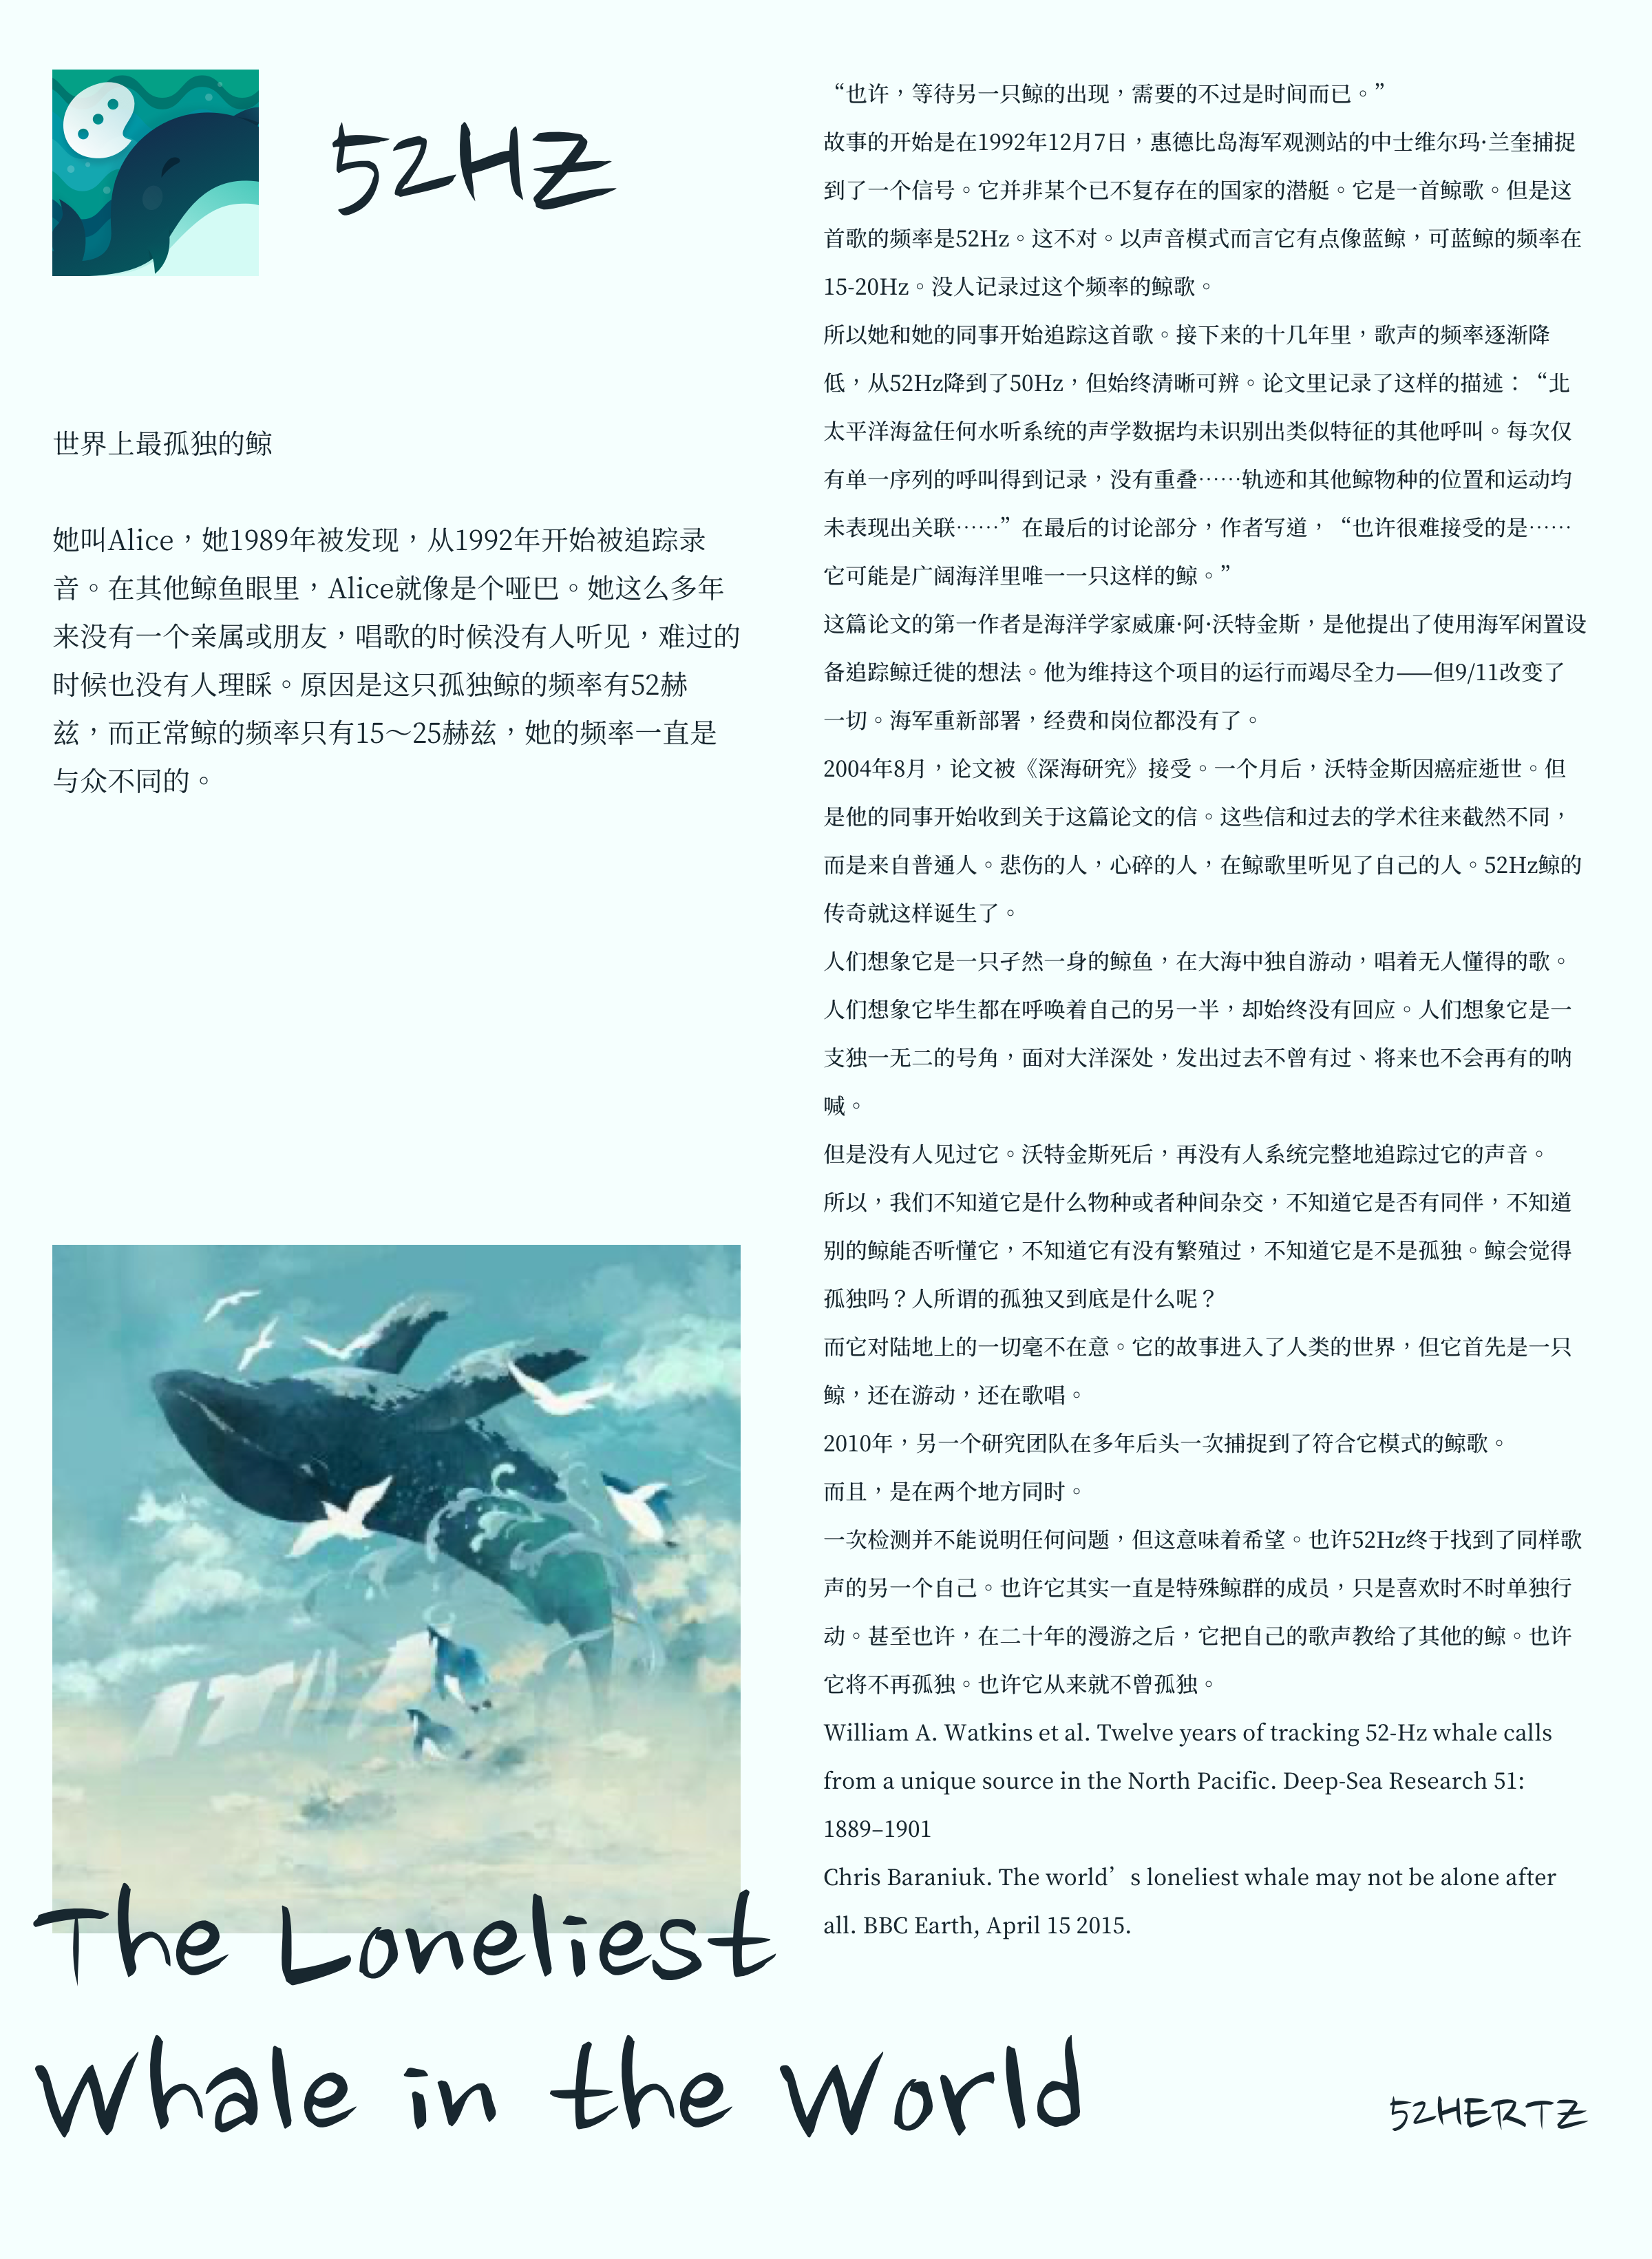 52HZ
世界上最孤独的鲸
她叫Alice，她1989年被发现，从1992年开始被追踪录
音。在其他鲸鱼眼里，Alice就像是个哑巴。她这么多年
来没有一个亲属或朋友，唱歌的时候没有人听见，难过的
时候也没有人理睬。原因是这只孤独鲸的频率有52赫
兹，而正常鲸的频率只有15～25赫兹，她的频率一直是
与众不同的。
“也许，等待另一只鲸的出现，需要的不过是时间而已。”
故事的开始是在1992年12月7日，惠德比岛海军观测站的中士维尔玛·兰奎捕捉
到了一个信号。它并非某个已不复存在的国家的潜艇。它是一首鲸歌。但是这
首歌的频率是52Hz。这不对。以声音模式而言它有点像蓝鲸，可蓝鲸的频率在
15-20Hz。没人记录过这个频率的鲸歌。
所以她和她的同事开始追踪这首歌。接下来的十几年里，歌声的频率逐渐降
低，从52Hz降到了50Hz，但始终清晰可辨。论文里记录了这样的描述：“北
太平洋海盆任何水听系统的声学数据均未识别出类似特征的其他呼叫。每次仅
有单一序列的呼叫得到记录，没有重叠……轨迹和其他鲸物种的位置和运动均
未表现出关联……”在最后的讨论部分，作者写道，“也许很难接受的是……
它可能是广阔海洋里唯一一只这样的鲸。”
这篇论文的第一作者是海洋学家威廉·阿·沃特金斯，是他提出了使用海军闲置设
备追踪鲸迁徙的想法。他为维持这个项目的运行而竭尽全力——但9/11改变了
一切。海军重新部署，经费和岗位都没有了。
2004年8月，论文被《深海研究》接受。一个月后，沃特金斯因癌症逝世。但
是他的同事开始收到关于这篇论文的信。这些信和过去的学术往来截然不同，
而是来自普通人。悲伤的人，心碎的人，在鲸歌里听见了自己的人。52Hz鲸的
传奇就这样诞生了。
人们想象它是一只孑然一身的鲸鱼，在大海中独自游动，唱着无人懂得的歌。
人们想象它毕生都在呼唤着自己的另一半，却始终没有回应。人们想象它是一
支独一无二的号角，面对大洋深处，发出过去不曾有过、将来也不会再有的呐
喊。
但是没有人见过它。沃特金斯死后，再没有人系统完整地追踪过它的声音。
所以，我们不知道它是什么物种或者种间杂交，不知道它是否有同伴，不知道
别的鲸能否听懂它，不知道它有没有繁殖过，不知道它是不是孤独。鲸会觉得
孤独吗？人所谓的孤独又到底是什么呢？
而它对陆地上的一切毫不在意。它的故事进入了人类的世界，但它首先是一只
鲸，还在游动，还在歌唱。
2010年，另一个研究团队在多年后头一次捕捉到了符合它模式的鲸歌。
而且，是在两个地方同时。
一次检测并不能说明任何问题，但这意味着希望。也许52Hz终于找到了同样歌
声的另一个自己。也许它其实一直是特殊鲸群的成员，只是喜欢时不时单独行
动。甚至也许，在二十年的漫游之后，它把自己的歌声教给了其他的鲸。也许
它将不再孤独。也许它从来就不曾孤独。
William A. Watkins et al. Twelve years of tracking 52-Hz whale calls
from a unique source in the North Pacific. Deep-Sea Research 51:
1889–1901
Chris Baraniuk. The world’s loneliest whale may not be alone after
all. BBC Earth, April 15 2015.
The Loneliest
Whale in the World
52HERTZ